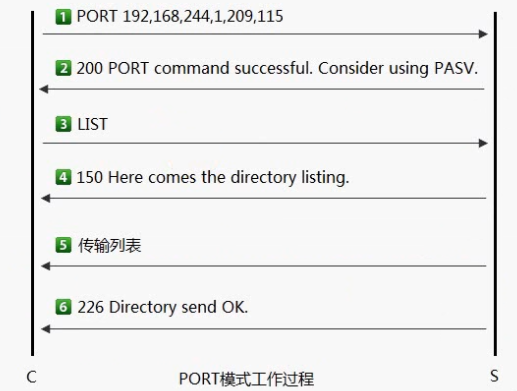 1 PORT 192,168,244,1,209,115
2 200 PORT command successful. Consider using PASV.
3 LIST
4 150 Here comes the directory listing.
5 传输列表
6 226 Directory send OK.
C
PORT模式工作过程
S